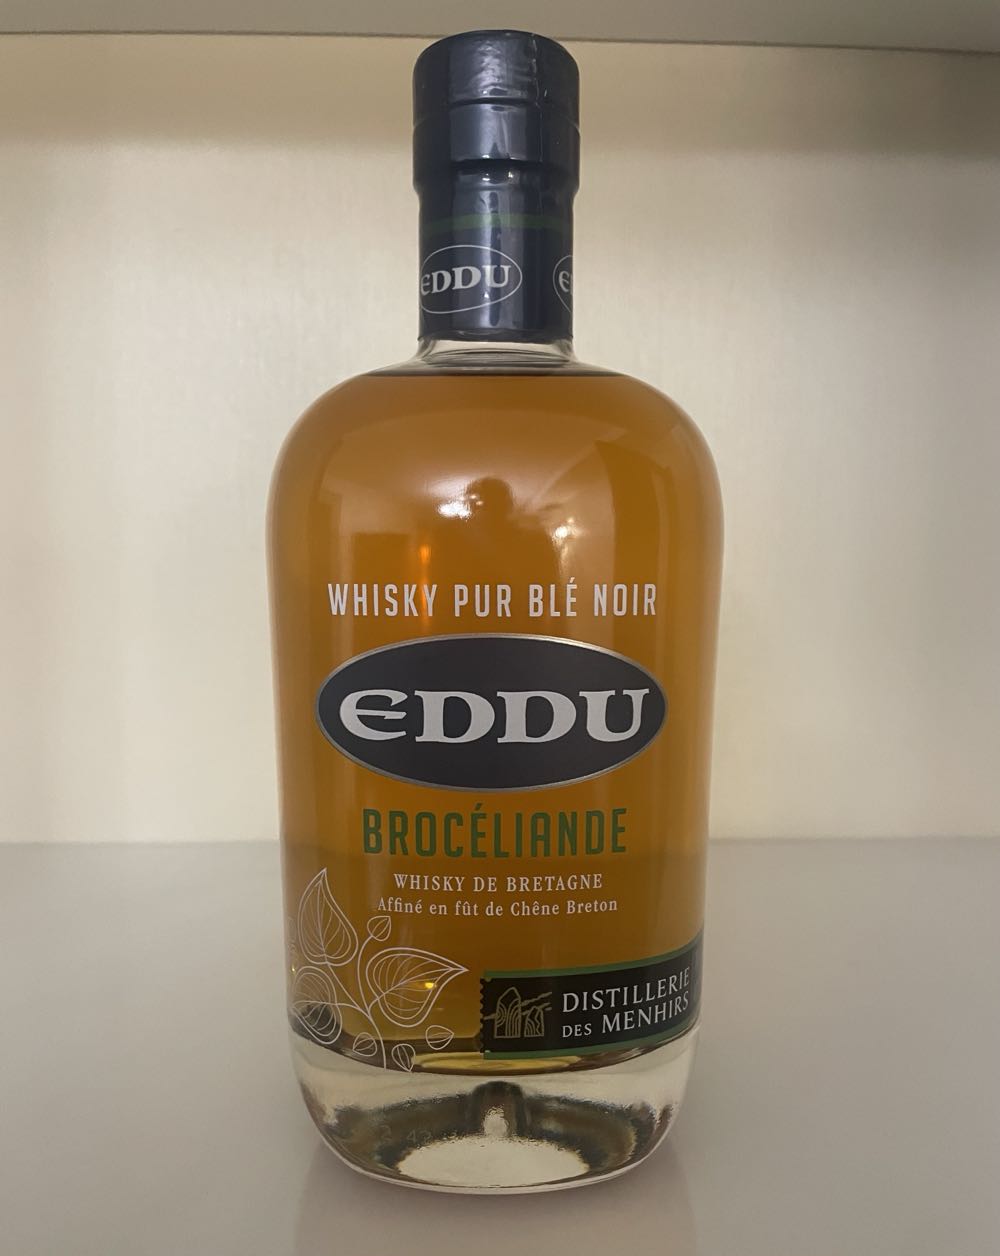 EDDU
WHISKY PUR BLÉ NOIR
EDDU
BROCÉLIANDE
WHISKY DE BRETAGNE
Affiné en fût de Chêne Breton
DISTILLERIE
DES MENHIRS